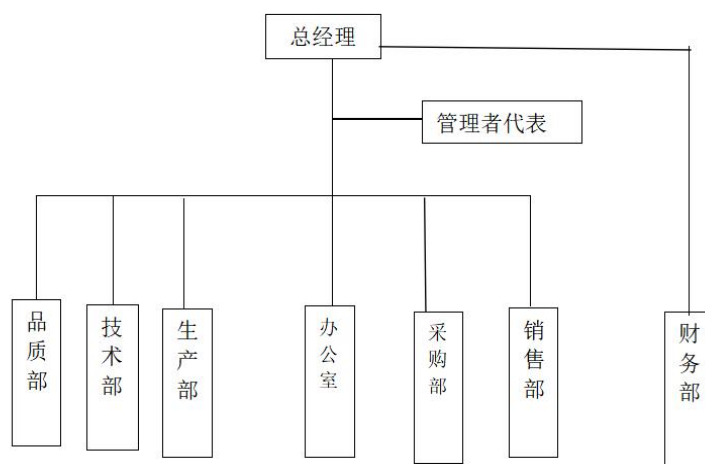 总经理
管理者代表
品质部
技术部
生产部
办公室
采购部
销售部
财务部